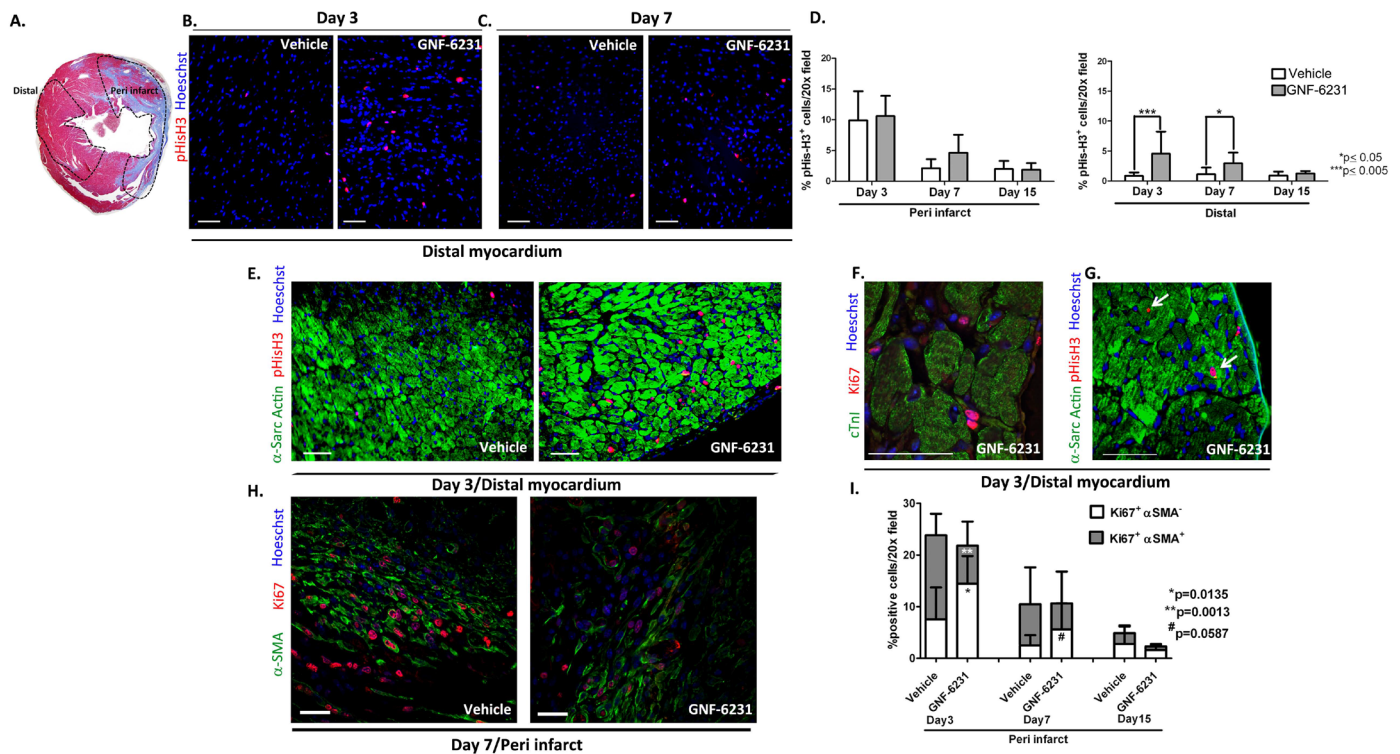 A.
Distal
Peri infarct
B.
Day 3
C.
Day 7
pHisH3 Hoeschst
Vehicle
GNF-6231
Vehicle
GNF-6231
Distal myocardium
D.
% pHis-H3+ cells/20x field
15
10
5
0
Day 3
Day 7
Day 15
Peri infarct
% pHis-H3+ cells/20x field
15
10
5
0
***
*
Vehicle
GNF-6231
*p≤ 0.05
***p≤ 0.005
Day 3
Day 7
Day 15
Distal
E.
α-Sarc Actin pHisH3 Hoeschst
Vehicle
GNF-6231
Day 3/Distal myocardium
F.
cTnI Ki67 Hoeschst
GNF-6231
G.
α-Sarc Actin pHisH3 Hoeschst
GNF-6231
Day 3/Distal myocardium
H.
α-SMA Ki67 Hoeschst
Vehicle
GNF-6231
Day 7/Peri infarct
I.
%positive cells/20x field
30
20
10
0
**
*
#
Ki67+ αSMA-
Ki67+ αSMA+
*p=0.0135
**p=0.0013
#p=0.0587
Vehicle
GNF-6231
Vehicle
GNF-6231
Vehicle
GNF-6231
Day3
Day7
Day15
Peri infarct